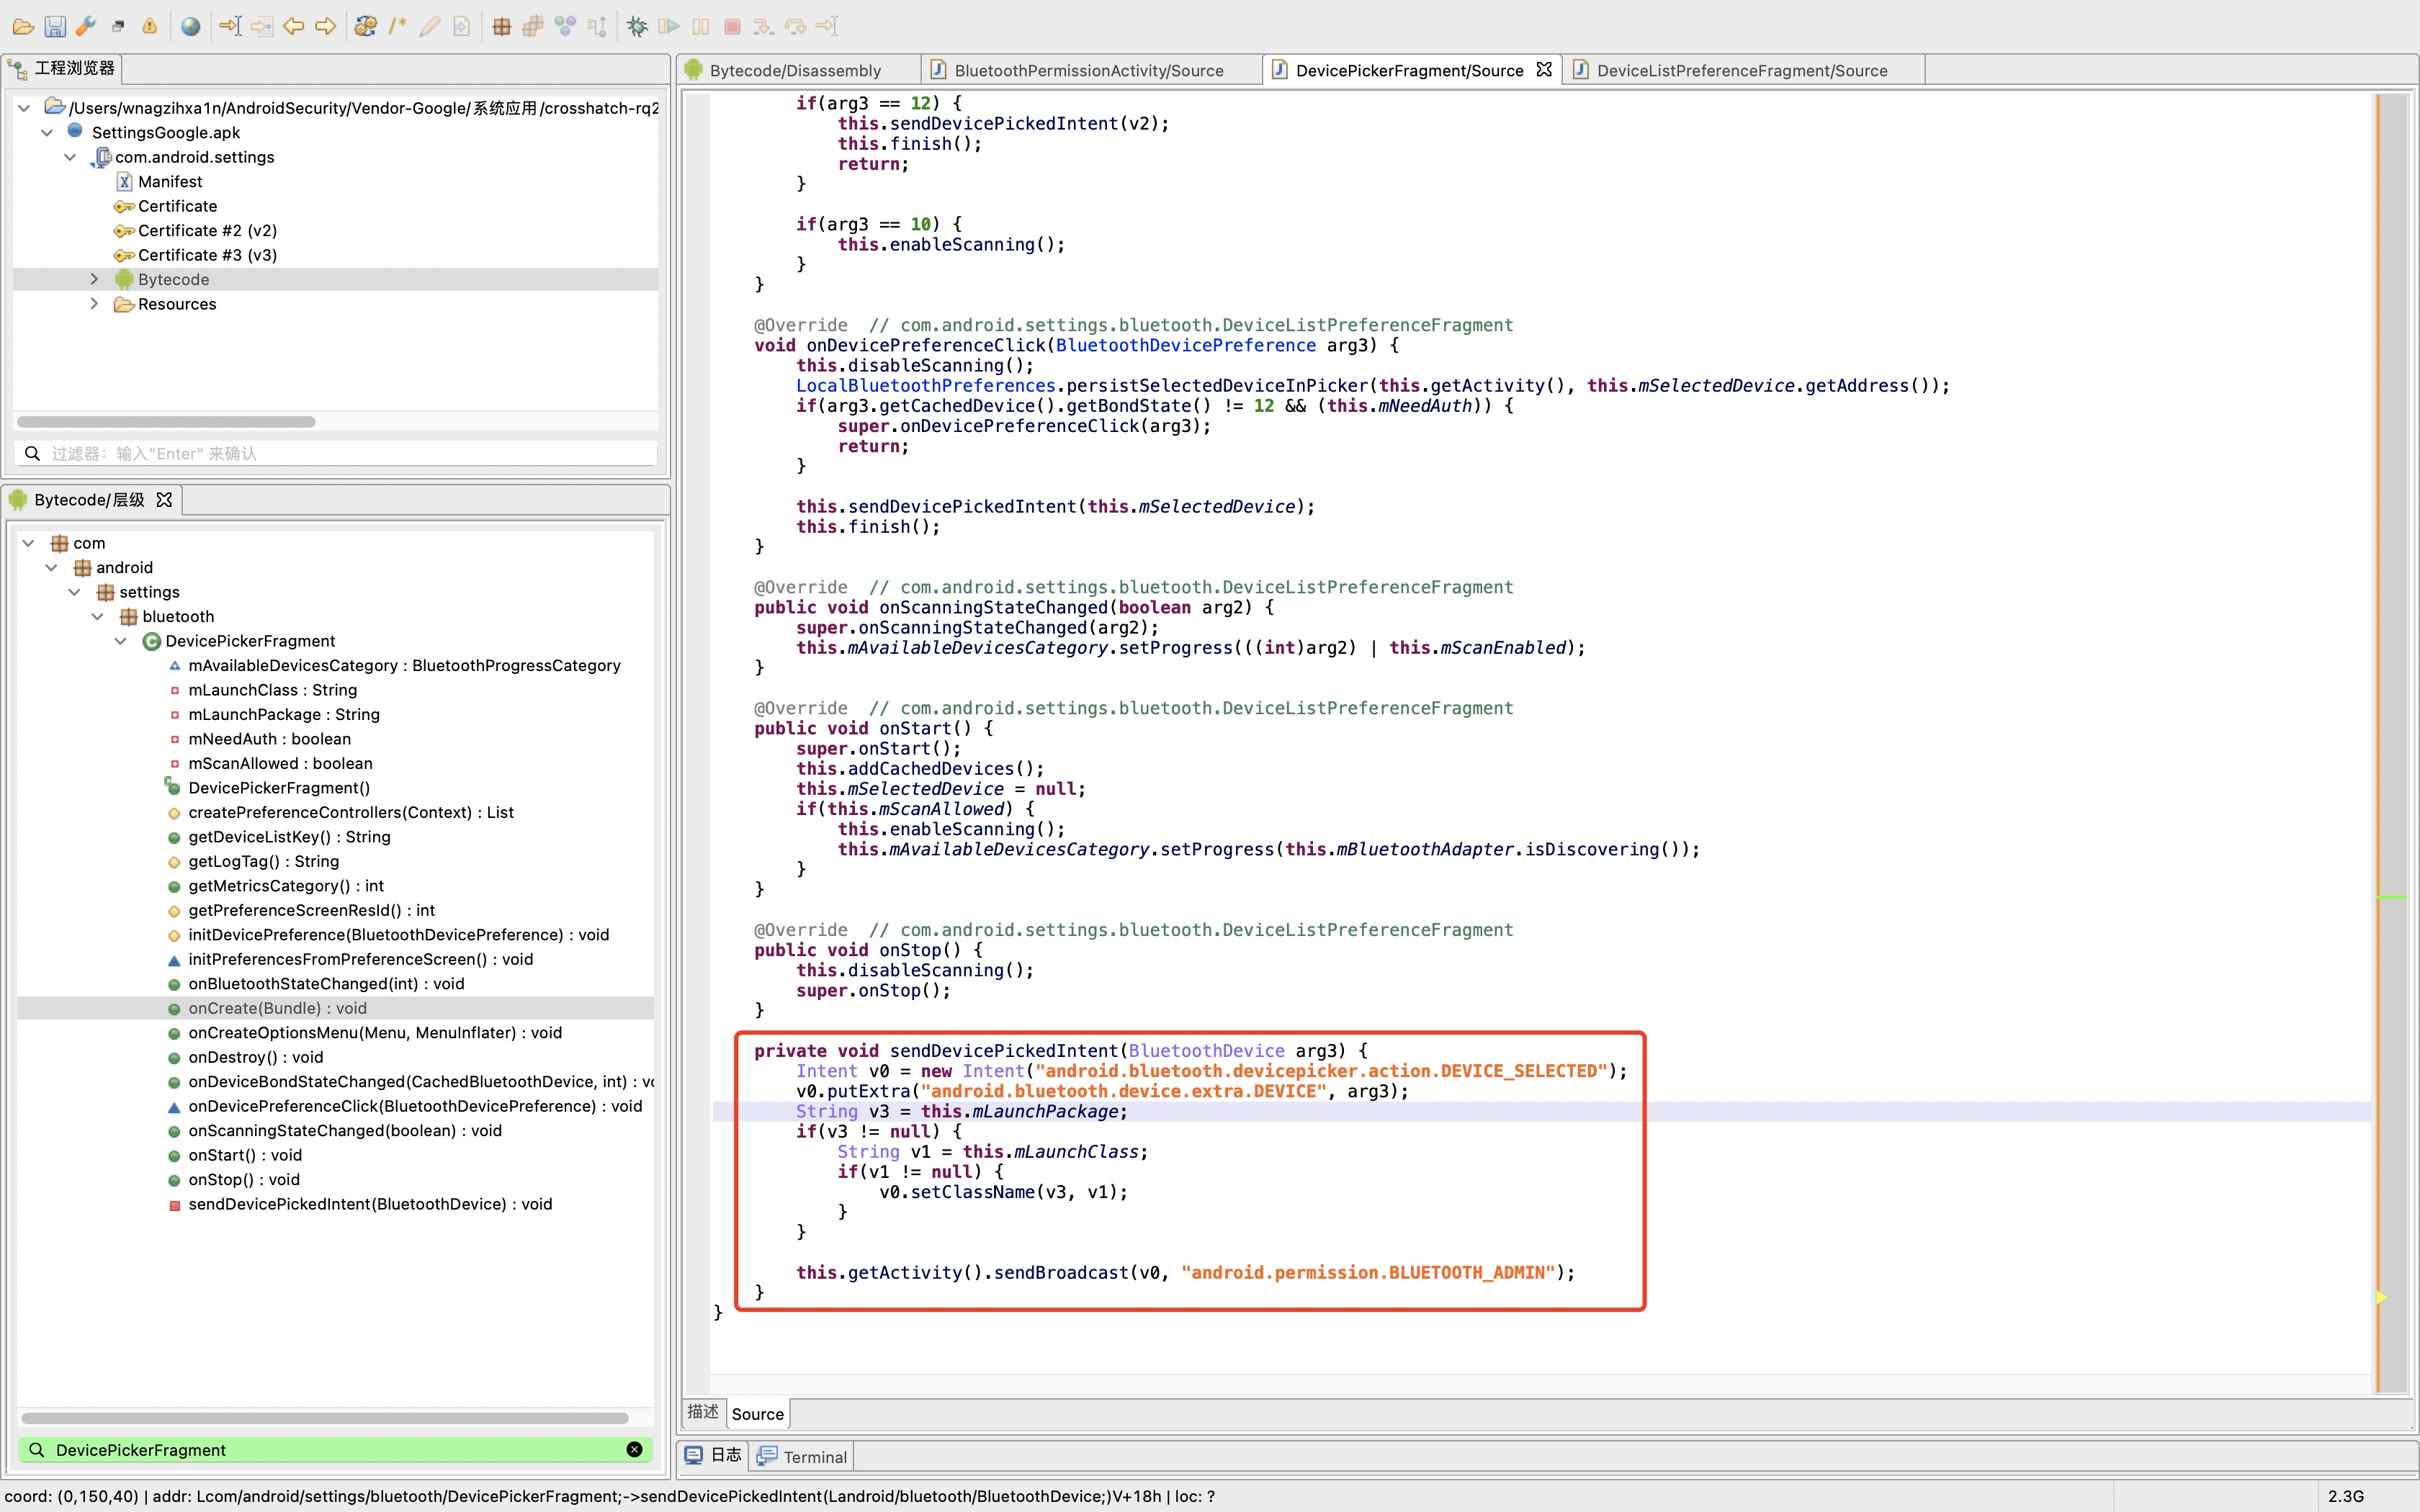 工程浏览器
/Users/wnagzihxa1n/AndroidSecurity/Vendor-Google/系统应用/crosshatch-rq2
SettingsGoogle.apk
com.android.settings
Manifest
Certificate
Certificate #2 (v2)
Certificate #3 (v3)
Bytecode
Resources
过滤器: 输入"Enter" 来确认
Bytecode/层级
com
android
settings
bluetooth
DevicePickerFragment
mAvailableDevicesCategory : BluetoothProgressCategory
mLaunchClass : String
mLaunchPackage : String
mNeedAuth : boolean
mScanAllowed : boolean
DevicePickerFragment()
createPreferenceControllers(Context) : List
getDeviceListKey() : String
getLogTag() : String
getMetricsCategory() : int
getPreferenceScreenResId() : int
initDevicePreference(BluetoothDevicePreference) : void
initPreferencesFromPreferenceScreen() : void
onBluetoothStateChanged(int) : void
onCreate(Bundle) : void
onCreateOptionsMenu(Menu, MenuInflater) : void
onDestroy() : void
onDeviceBondStateChanged(CachedBluetoothDevice, int) : vo
onDevicePreferenceClick(BluetoothDevicePreference) : void
onScanningStateChanged(boolean) : void
onStart() : void
onStop() : void
sendDevicePickedIntent(BluetoothDevice) : void
DevicePickerFragment
Bytecode/Disassembly
BluetoothPermissionActivity/Source
DevicePickerFragment/Source
DeviceListPreferenceFragment/Source
if(arg3 == 12) {
this.sendDevicePickedIntent(v2);
this.finish();
return;
}
if(arg3 == 10) {
this.enableScanning();
}
}
@Override  // com.android.settings.bluetooth.DeviceListPreferenceFragment
void onDevicePreferenceClick(BluetoothDevicePreference arg3) {
this.disableScanning();
LocalBluetoothPreferences.persistSelectedDeviceInPicker(this.getActivity(), this.mSelectedDevice.getAddress());
if(arg3.getCachedDevice().getBondState() != 12 && (this.mNeedAuth)) {
super.onDevicePreferenceClick(arg3);
return;
}
this.sendDevicePickedIntent(this.mSelectedDevice);
this.finish();
}
@Override  // com.android.settings.bluetooth.DeviceListPreferenceFragment
public void onScanningStateChanged(boolean arg2) {
super.onScanningStateChanged(arg2);
this.mAvailableDevicesCategory.setProgress(((int)arg2) | this.mScanEnabled);
}
@Override  // com.android.settings.bluetooth.DeviceListPreferenceFragment
public void onStart() {
super.onStart();
this.addCachedDevices();
this.mSelectedDevice = null;
if(this.mScanAllowed) {
this.enableScanning();
this.mAvailableDevicesCategory.setProgress(this.mBluetoothAdapter.isDiscovering());
}
}
@Override  // com.android.settings.bluetooth.DeviceListPreferenceFragment
public void onStop() {
this.disableScanning();
super.onStop();
}
private void sendDevicePickedIntent(BluetoothDevice arg3) {
Intent v0 = new Intent("android.bluetooth.devicepicker.action.DEVICE_SELECTED");
v0.putExtra("android.bluetooth.device.extra.DEVICE", arg3);
String v3 = this.mLaunchPackage;
if(v3 != null) {
String v1 = this.mLaunchClass;
if(v1 != null) {
v0.setClassName(v3, v1);
}
}
this.getActivity().sendBroadcast(v0, "android.permission.BLUETOOTH_ADMIN");
}
}
描述
Source
日志
Terminal
coord: (0,150,40) | addr: Lcom/android/settings/bluetooth/DevicePickerFragment;->sendDevicePickedIntent(Landroid/bluetooth/BluetoothDevice;)V+18h | loc: ?
2.3G